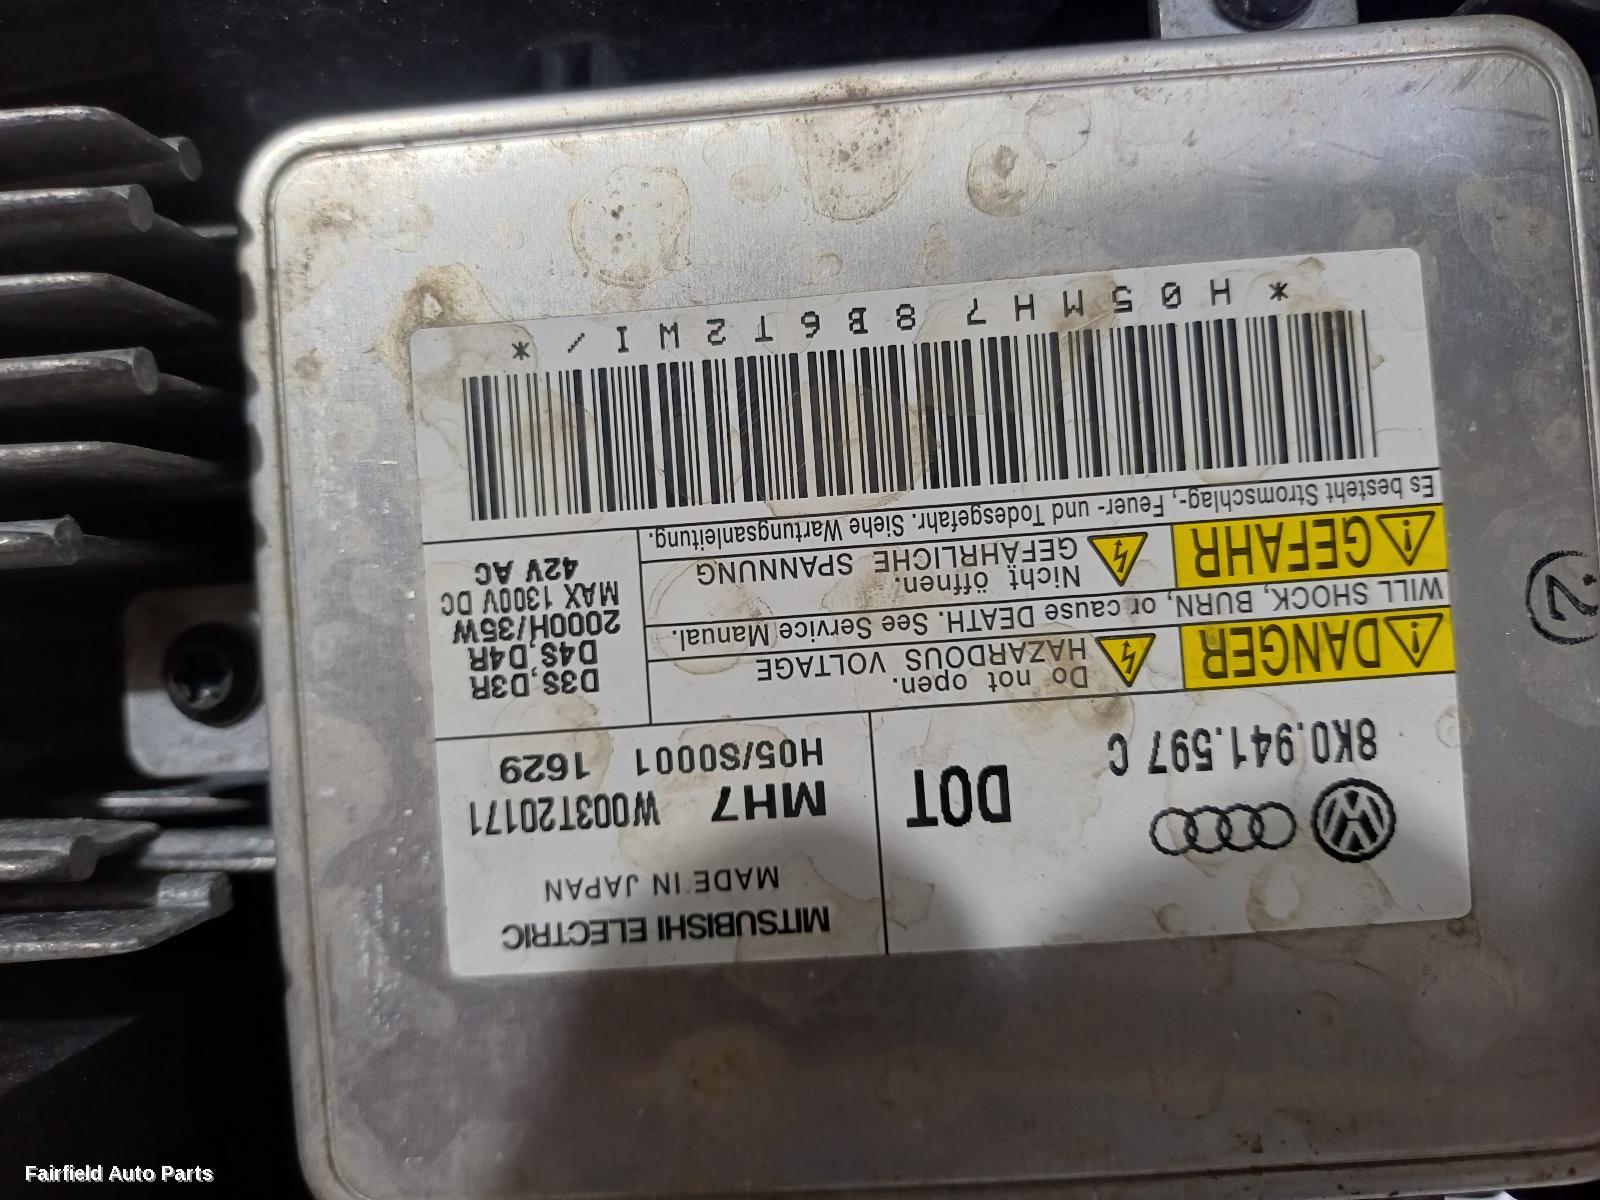 MITSUBISHI ELECTRIC
MADE IN JAPAN
MH7 W003T20171
H05/S0001 1629
8K0.941.597 C
DOT
DANGER
Do not open.
HAZARDOUS VOLTAGE
WILL SHOCK, BURN, or cause DEATH. See Service Manual.
GEFAHR
Nicht öffnen.
GEFÄHRLICHE SPANNUNG
Es besteht Stromschlag-, Feuer- und Todesgefahr. Siehe Wartungsanleitung.
D3S,D3R
D4S,D4R
2000H/35W
MAX 1300V DC
42V AC
*H05MH78B6T2WI/*
2
Fairfield Auto Parts